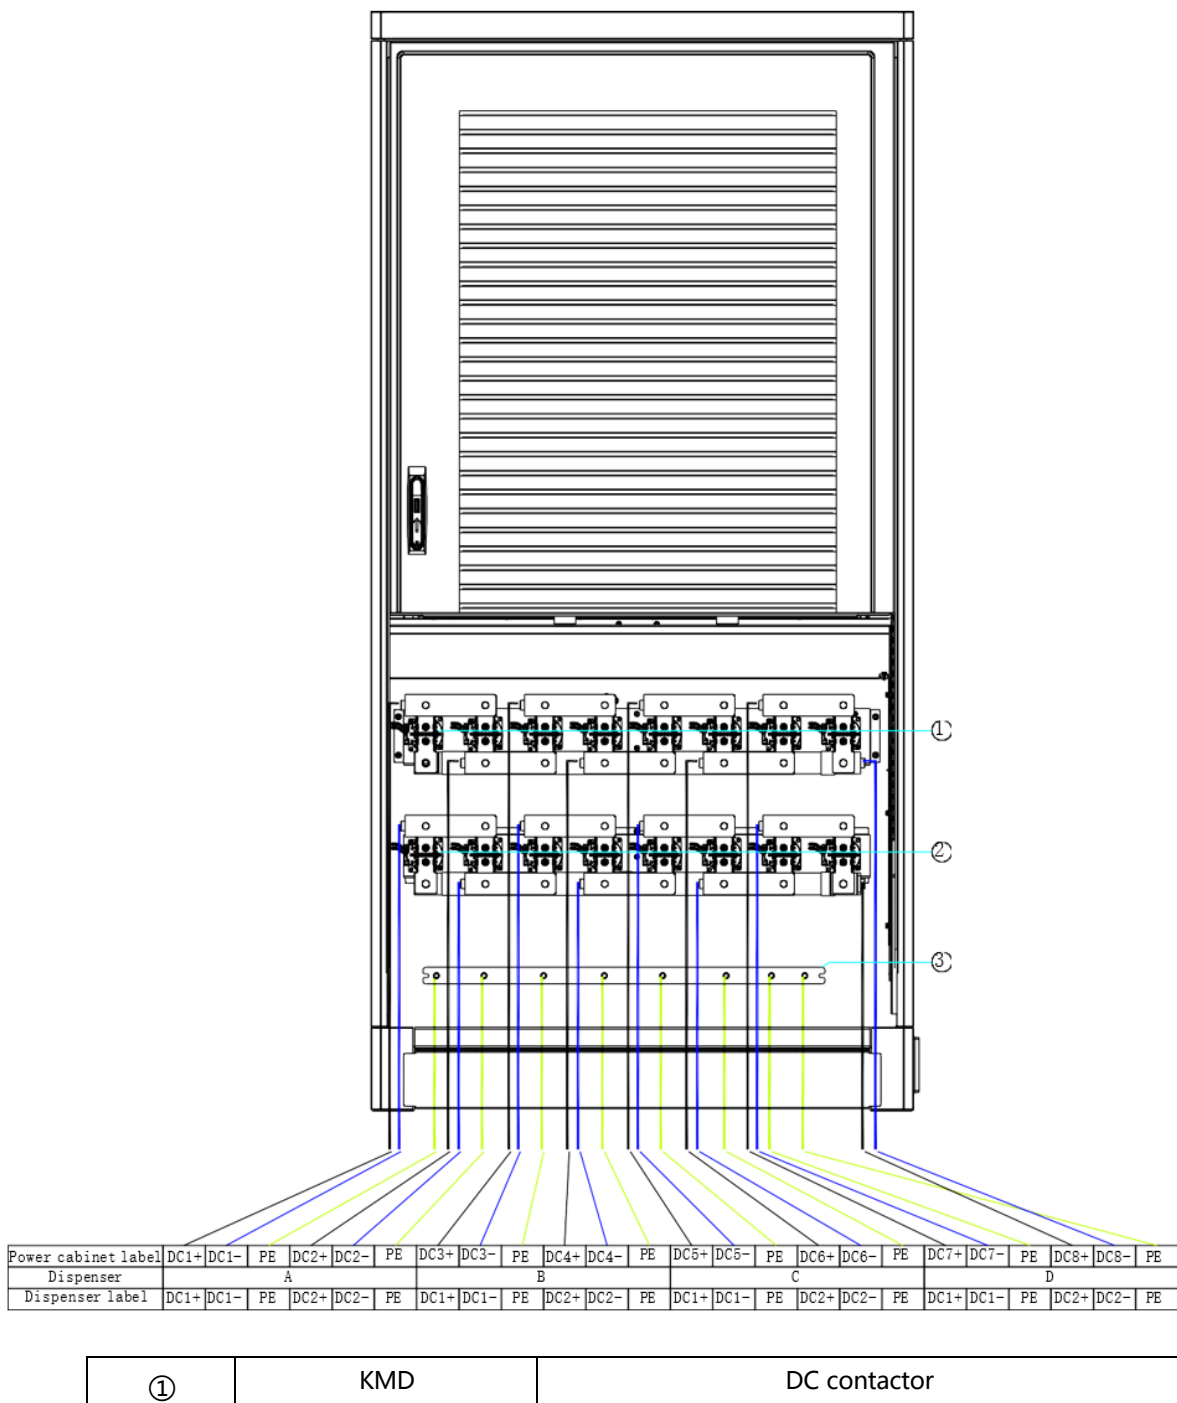 ①
②
③
Power cabinet label DC1+ DC1- PE DC2+ DC2- PE DC3+ DC3- PE DC4+ DC4- PE DC5+ DC5- PE DC6+ DC6- PE DC7+ DC7- PE DC8+ DC8- PE
Dispenser A B C D
Dispenser label DC1+ DC1- PE DC2+ DC2- PE DC1+ DC1- PE DC2+ DC2- PE DC1+ DC1- PE DC2+ DC2- PE DC1+ DC1- PE DC2+ DC2- PE
① KMD DC contactor